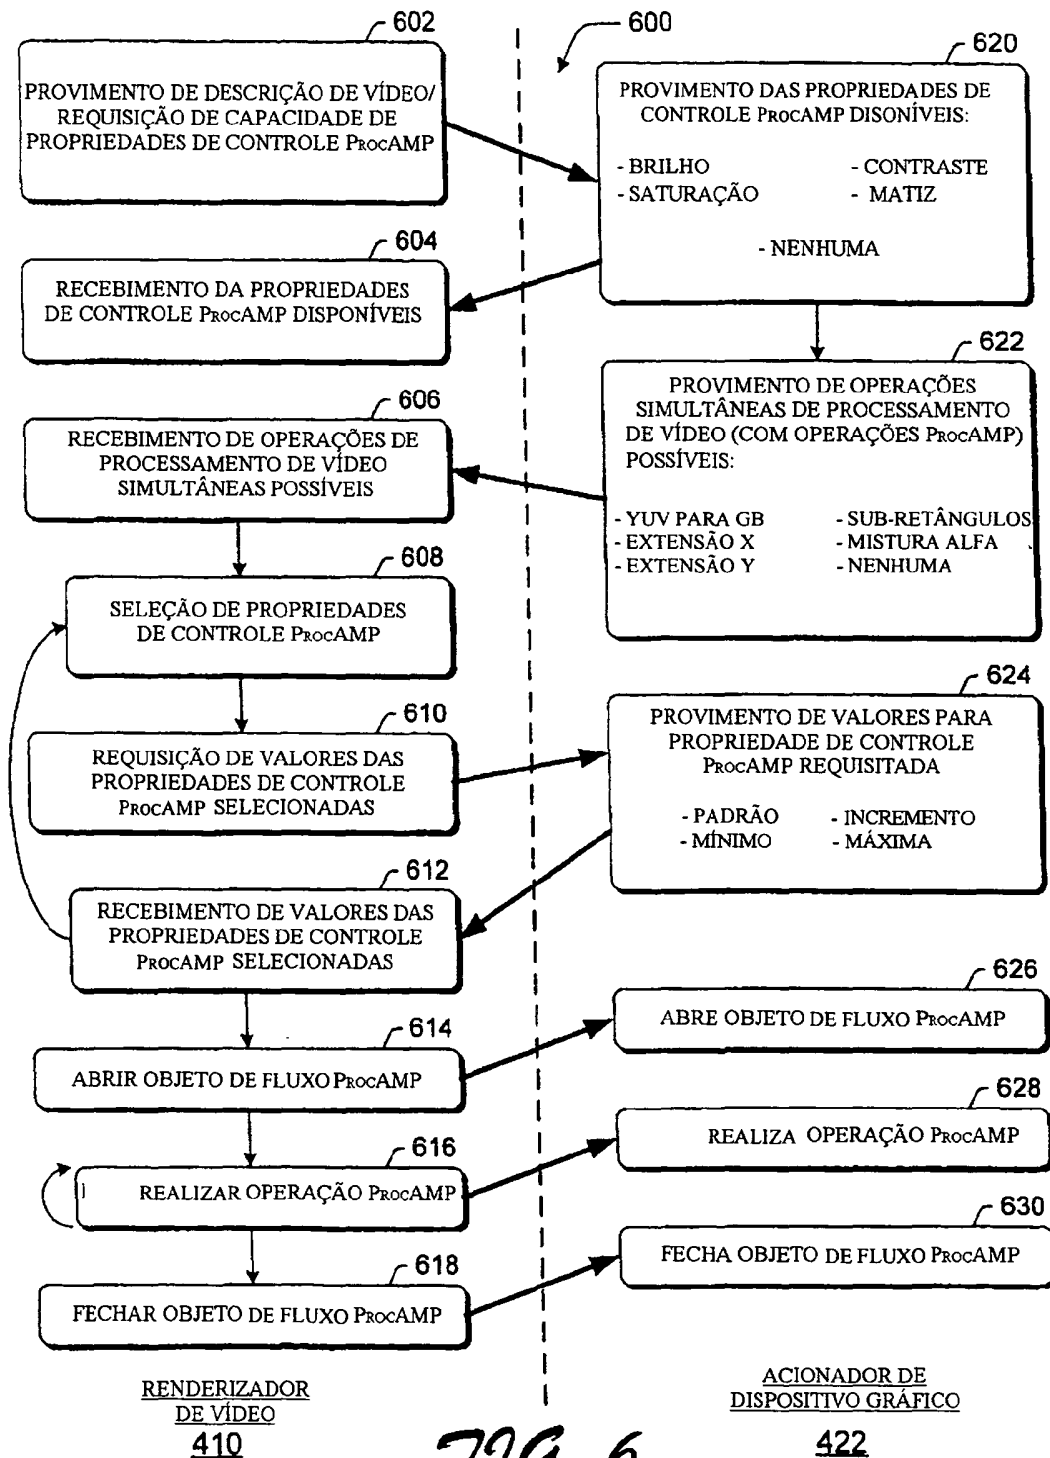 602
PROVIMENTO DE DESCRIÇÃO DE VÍDEO/
REQUISIÇÃO DE CAPACIDADE DE
PROPRIEDADES DE CONTROLE PROCAMP
600
620
PROVIMENTO DAS PROPRIEDADES DE
CONTROLE PROCAMP DISONÍVEIS:
- BRILHO - CONTRASTE
- SATURAÇÃO - MATIZ
- NENHUMA
604
RECEBIMENTO DA PROPRIEDADES
DE CONTROLE PROCAMP DISPONÍVEIS
622
PROVIMENTO DE OPERAÇÕES
SIMULTÂNEAS DE PROCESSAMENTO
DE VÍDEO (COM OPERAÇÕES PROCAMP)
POSSÍVEIS:
- YUV PARA GB - SUB-RETÂNGULOS
- EXTENSÃO X - MISTURA ALFA
- EXTENSÃO Y - NENHUMA
606
RECEBIMENTO DE OPERAÇÕES DE
PROCESSAMENTO DE VÍDEO
SIMULTÂNEAS POSSÍVEIS
608
SELEÇÃO DE PROPRIEDADES
DE CONTROLE PROCAMP
610
REQUISIÇÃO DE VALORES DAS
PROPRIEDADES DE CONTROLE
PROCAMP SELECIONADAS
624
PROVIMENTO DE VALORES PARA
PROPRIEDADE DE CONTROLE
PROCAMP REQUISITADA
- PADRÃO - INCREMENTO
- MÍNIMO - MÁXIMA
612
RECEBIMENTO DE VALORES DAS
PROPRIEDADES DE CONTROLE
PROCAMP SELECIONADAS
614
ABRIR OBJETO DE FLUXO PROCAMP
626
ABRE OBJETO DE FLUXO PROCAMP
616
REALIZAR OPERAÇÃO PROCAMP
628
REALIZA OPERAÇÃO PROCAMP
618
FECHAR OBJETO DE FLUXO PROCAMP
630
FECHA OBJETO DE FLUXO PROCAMP
RENDERIZADOR
DE VÍDEO
410
ACIONADOR DE
DISPOSITIVO GRÁFICO
422
FIG. 6